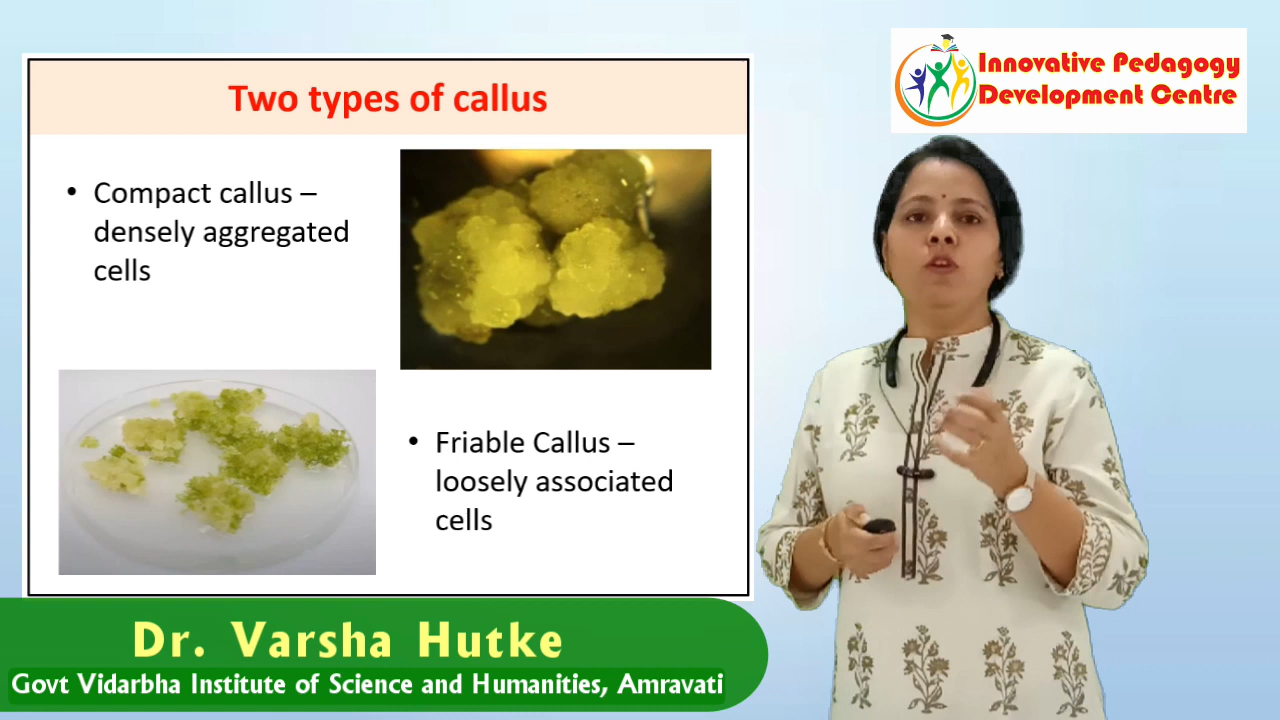 Innovative Pedagogy
Development Centre
Two types of callus
• Compact callus –
densely aggregated
cells
• Friable Callus –
loosely associated
cells
Dr. Varsha Hutke
Govt Vidarbha Institute of Science and Humanities, Amravati